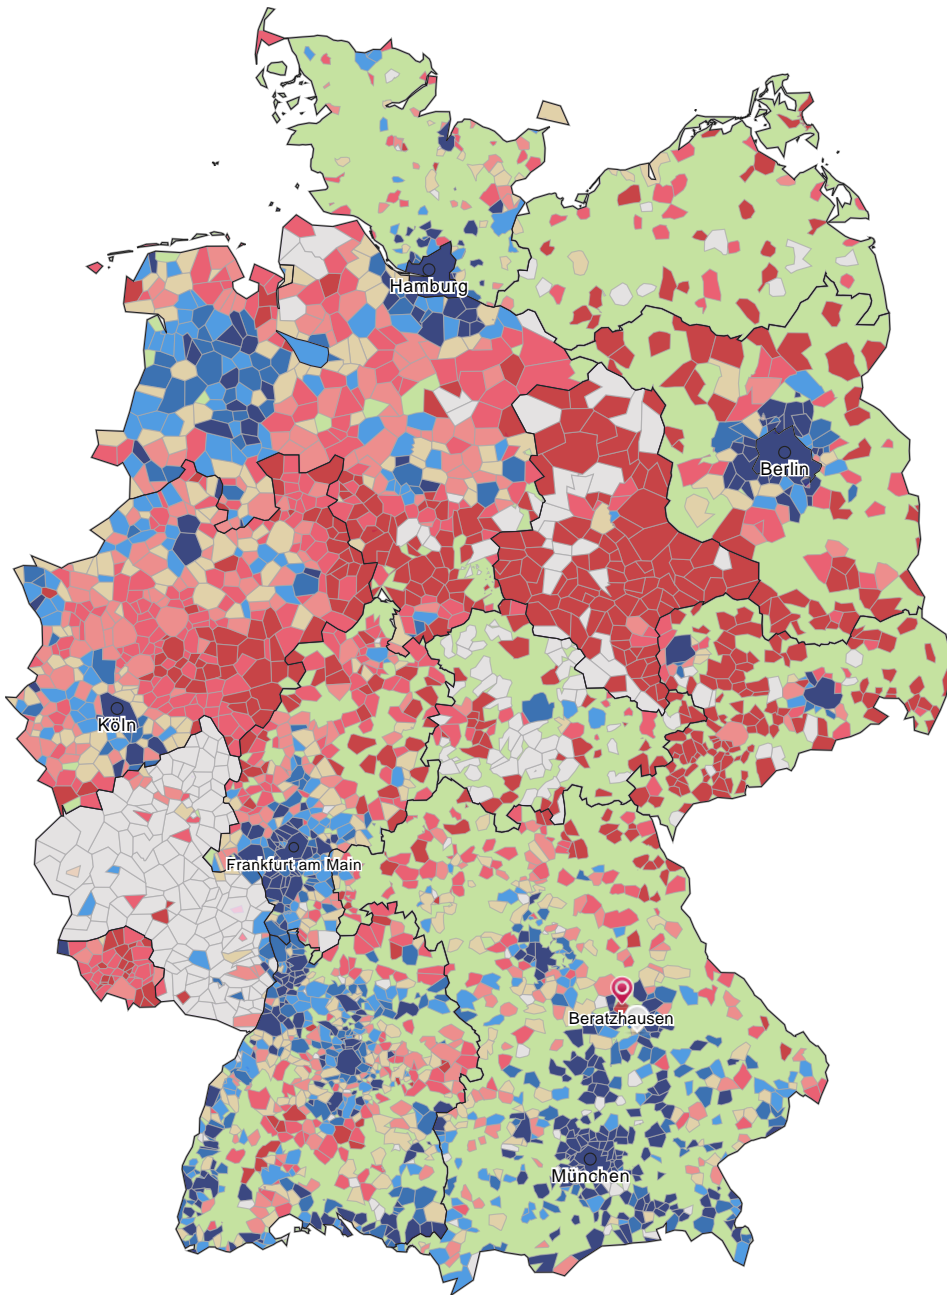 Hamburg
Berlin
Köln
Frankfurt am Main
Beratzhausen
München